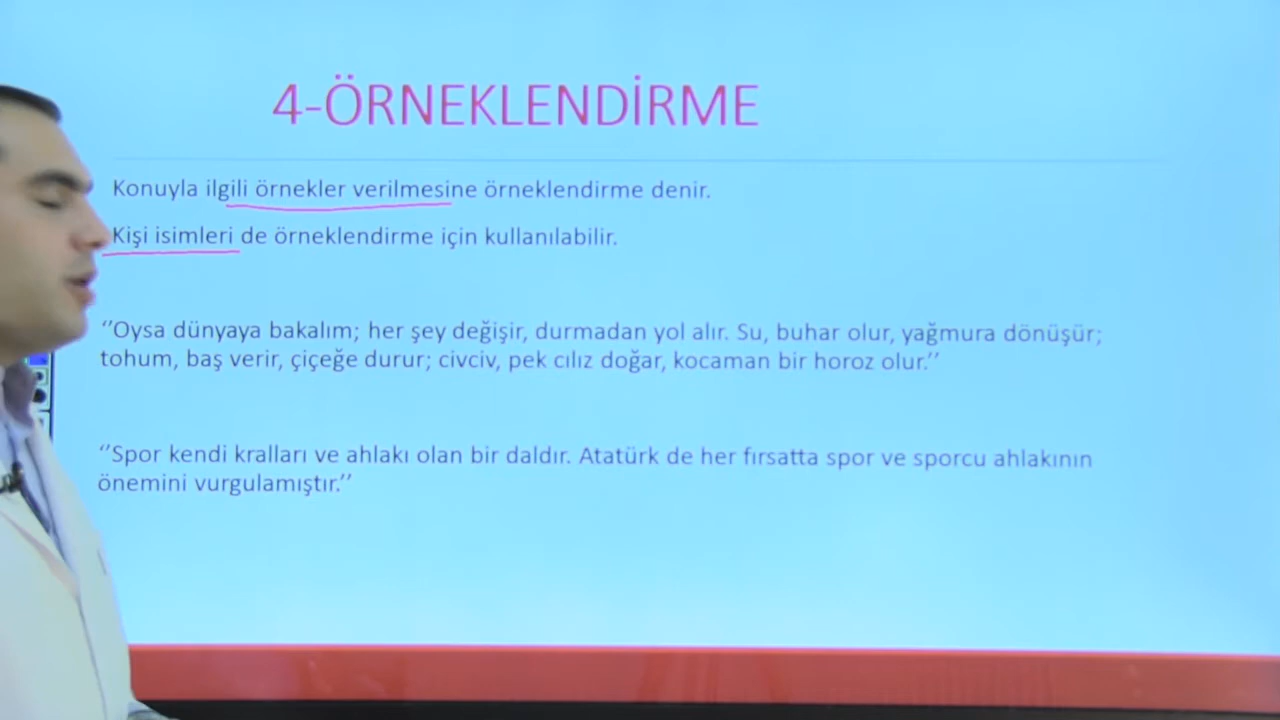 4-ÖRNEKLENDİRME
Konuyla ilgili örnekler verilmesine örneklendirme denir.
Kişi isimleri de örneklendirme için kullanılabilir.
‘’Oysa dünyaya bakalım; her şey değişir, durmadan yol alır. Su, buhar olur, yağmura dönüşür;
tohum, baş verir, çiçeğe durur; civciv, pek cılız doğar, kocaman bir horoz olur.’’
‘’Spor kendi kralları ve ahlakı olan bir daldır. Atatürk de her fırsatta spor ve sporcu ahlakının
önemini vurgulamıştır.’’